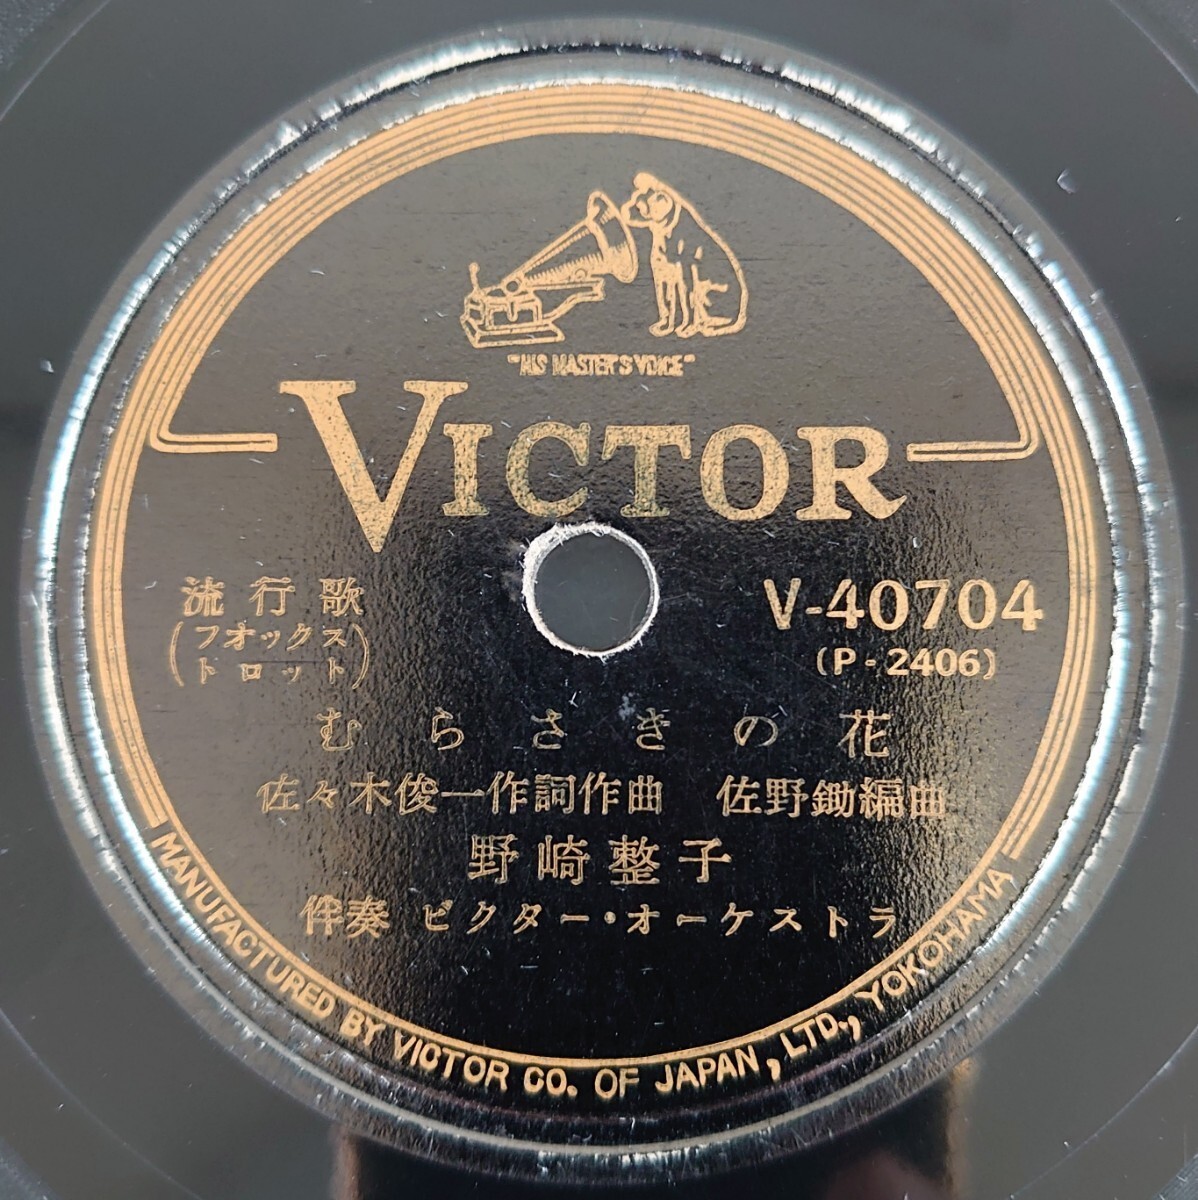 "HIS MASTER'S VOICE"
VICTOR
流行歌
(フオックス
トロット)
V-40704
(P-2406)
むらさきの花
佐々木俊一作詞作曲 佐野鋤編曲
野崎整子
伴奏 ビクター・オーケストラ
MANUFACTURED BY VICTOR CO. OF JAPAN, LTD., YOKOHAMA